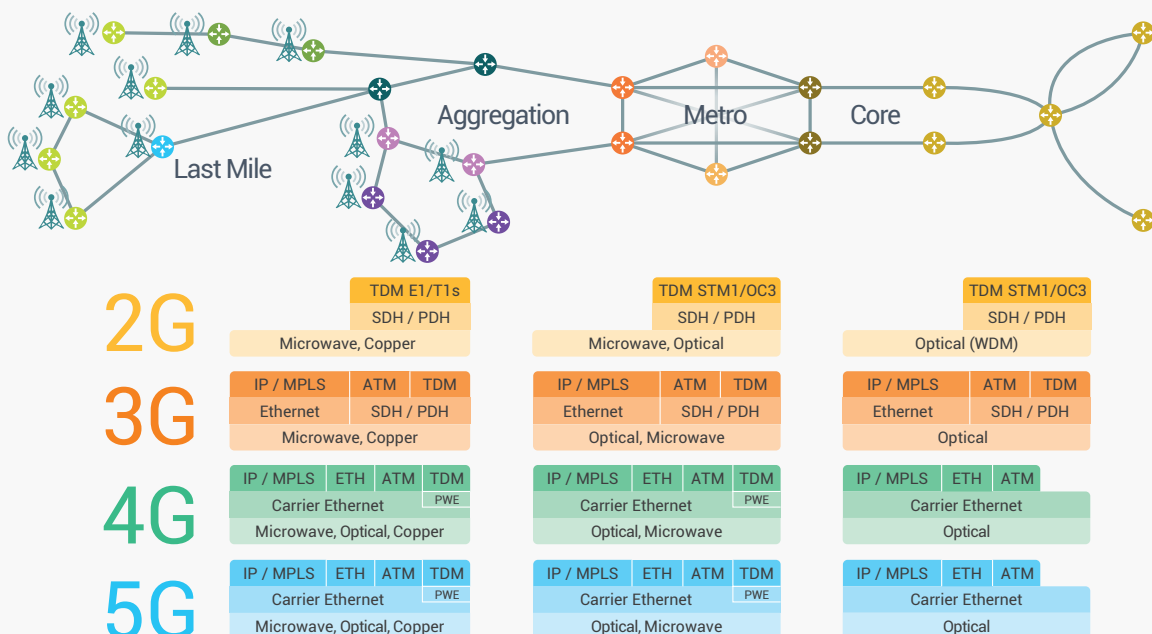 Aggregation
Metro
Core
Last Mile
2G
TDM E1/T1s
SDH / PDH
Microwave, Copper
TDM STM1/OC3
SDH / PDH
Microwave, Optical
TDM STM1/OC3
SDH / PDH
Optical (WDM)
3G
IP / MPLS ATM TDM
Ethernet SDH / PDH
Microwave, Copper
IP / MPLS ATM TDM
Ethernet SDH / PDH
Optical, Microwave
IP / MPLS ATM TDM
Ethernet SDH / PDH
Optical
4G
IP / MPLS ETH ATM TDM
Carrier Ethernet PWE
Microwave, Optical, Copper
IP / MPLS ETH ATM TDM
Carrier Ethernet PWE
Optical, Microwave
IP / MPLS ETH ATM
Carrier Ethernet
Optical
5G
IP / MPLS ETH ATM TDM
Carrier Ethernet PWE
Microwave, Optical, Copper
IP / MPLS ETH ATM TDM
Carrier Ethernet PWE
Optical, Microwave
IP / MPLS ETH ATM
Carrier Ethernet
Optical